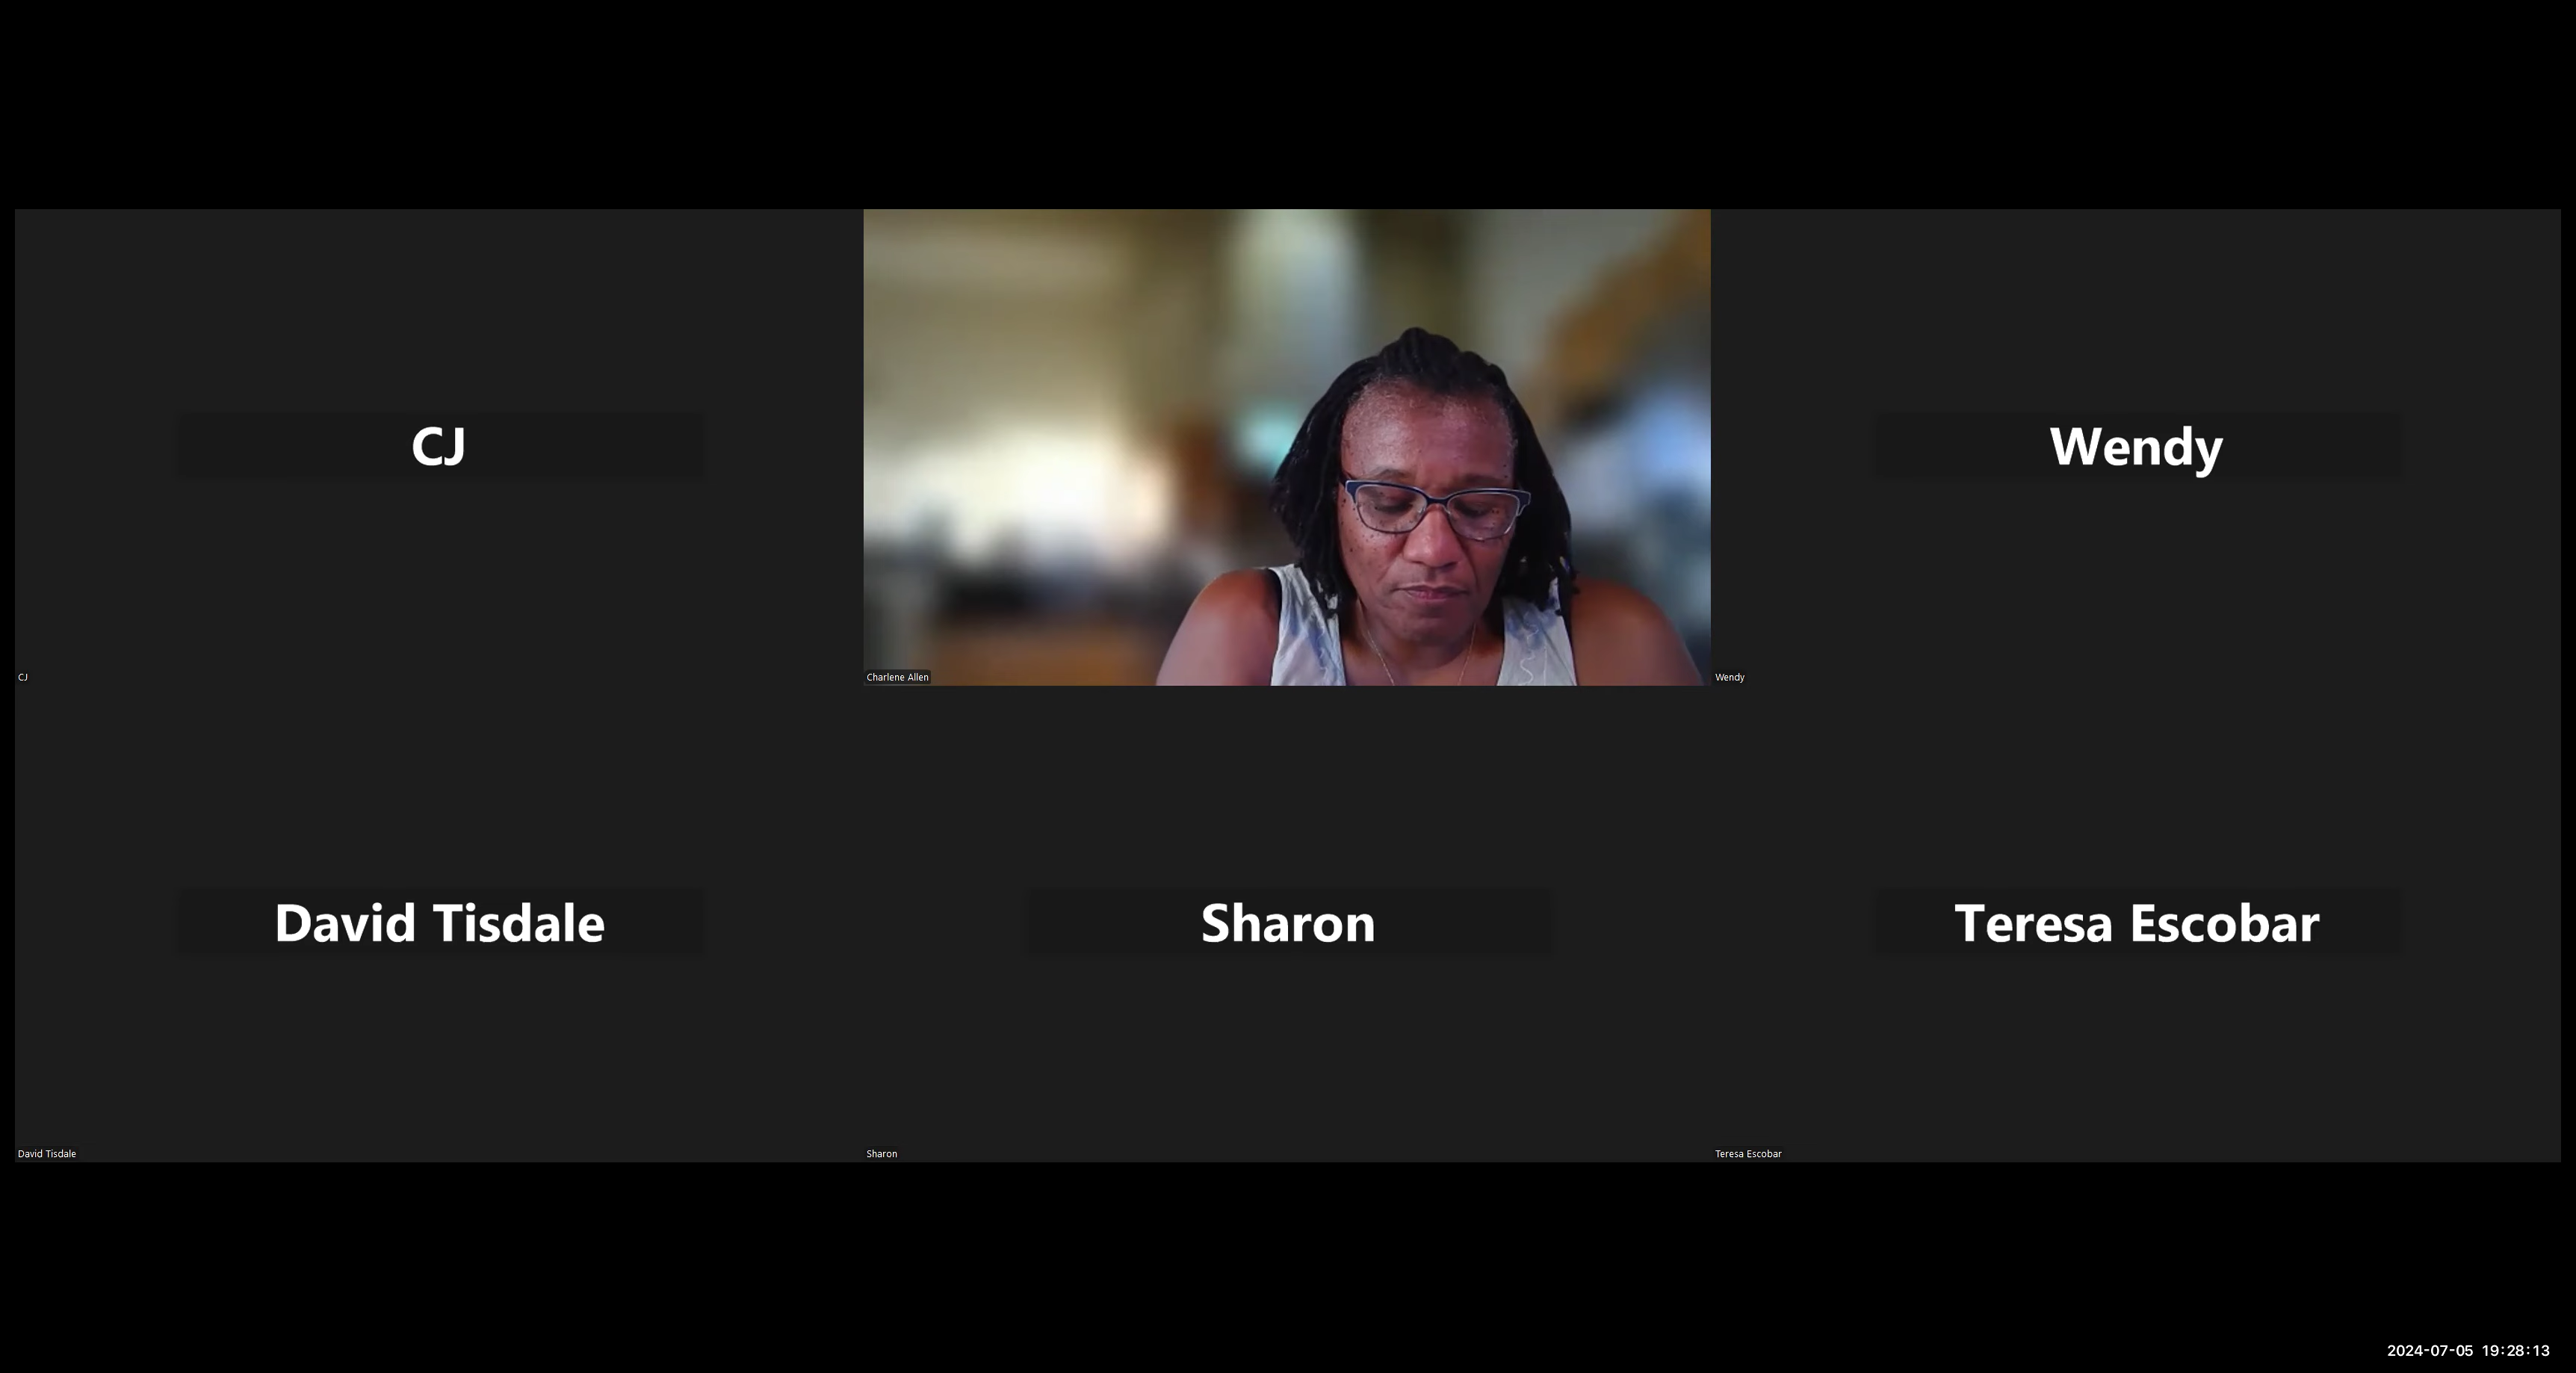 CJ
Wendy
CJ
Charlene Allen
Wendy
David Tisdale
Sharon
Teresa Escobar
David Tisdale
Sharon
Teresa Escobar
2024-07-05 19:28:13